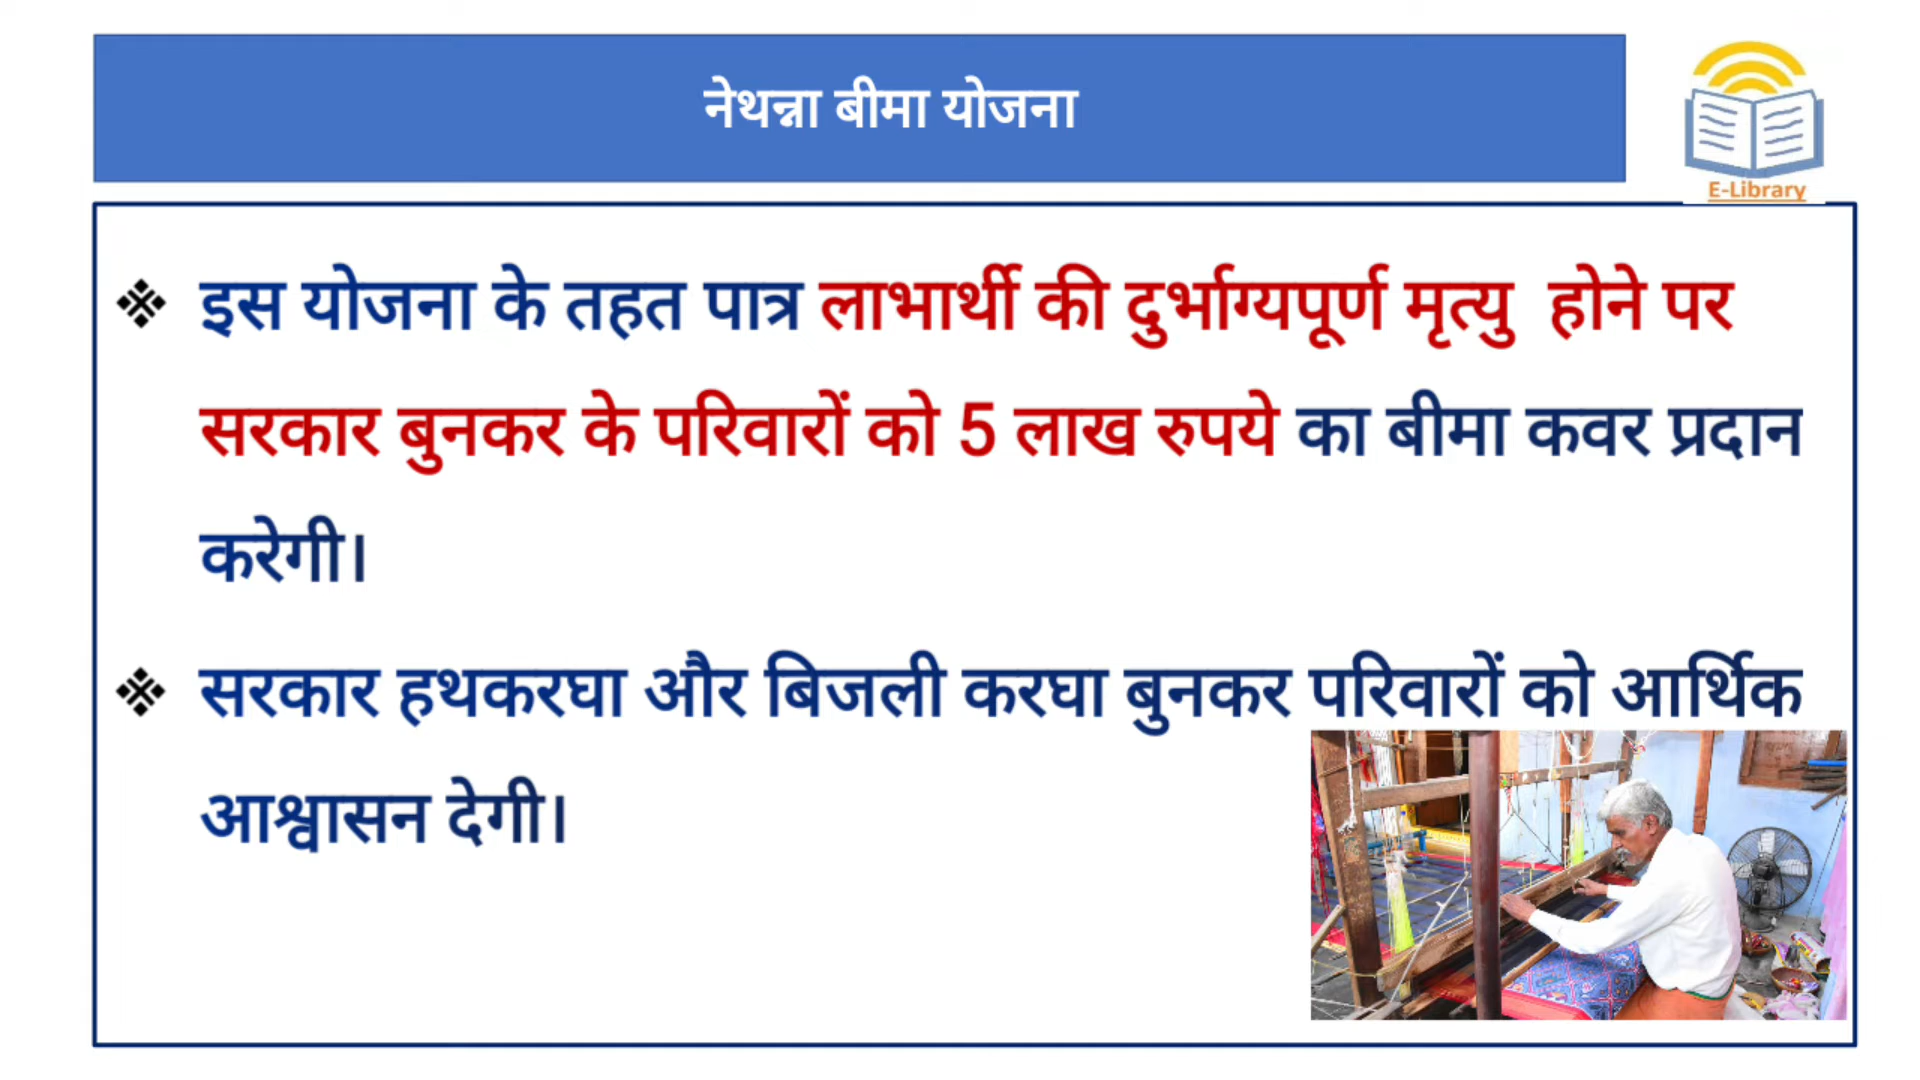 नेथन्ना बीमा योजना
E-Library
❖ इस योजना के तहत पात्र लाभार्थी की दुर्भाग्यपूर्ण मृत्यु होने पर
सरकार बुनकर के परिवारों को 5 लाख रुपये का बीमा कवर प्रदान
करेगी।
❖ सरकार हथकरघा और बिजली करघा बुनकर परिवारों को आर्थिक
आश्वासन देगी।